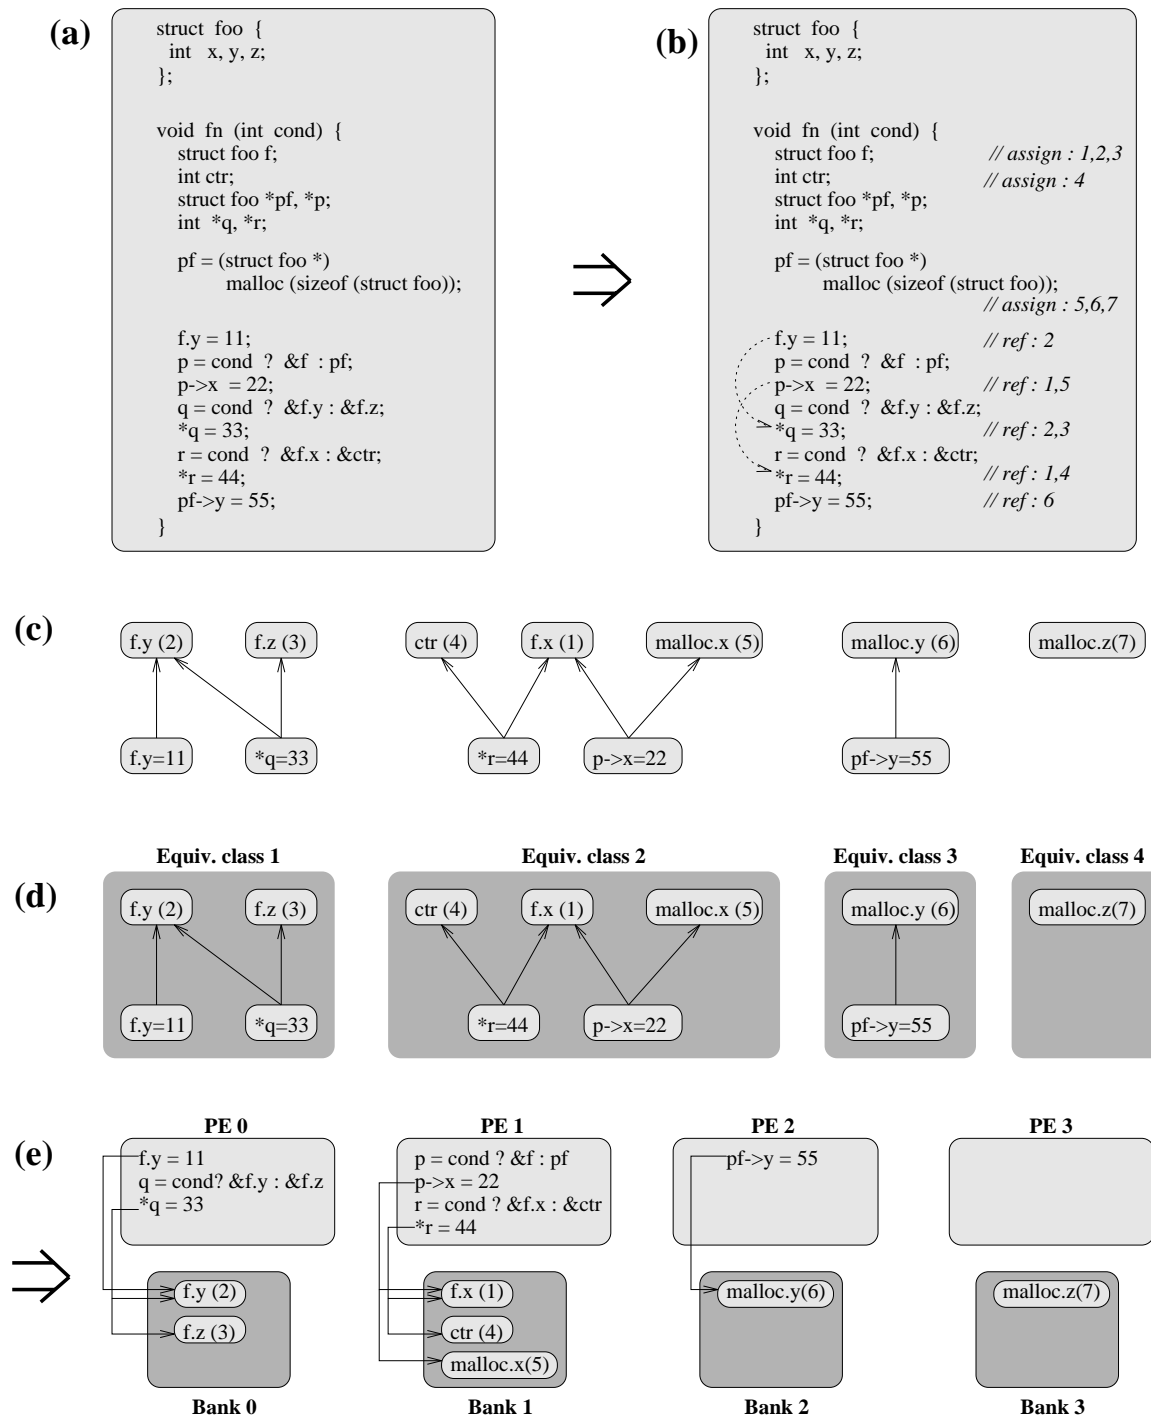 (a)
struct foo {
int x, y, z;
};
void fn (int cond) {
struct foo f;
int ctr;
struct foo *pf, *p;
int *q, *r;
pf = (struct foo *)
malloc (sizeof (struct foo));
f.y = 11;
p = cond ? &f : pf;
p->x = 22;
q = cond ? &f.y : &f.z;
*q = 33;
r = cond ? &f.x : &ctr;
*r = 44;
pf->y = 55;
}
(b)
struct foo {
int x, y, z;
};
void fn (int cond) {
struct foo f; // assign : 1,2,3
int ctr; // assign : 4
struct foo *pf, *p;
int *q, *r;
pf = (struct foo *)
malloc (sizeof (struct foo));
// assign : 5,6,7
f.y = 11; // ref : 2
p = cond ? &f : pf;
p->x = 22; // ref : 1,5
q = cond ? &f.y : &f.z;
*q = 33; // ref : 2,3
r = cond ? &f.x : &ctr;
*r = 44; // ref : 1,4
pf->y = 55; // ref : 6
}
(c)
f.y (2) f.z (3) ctr (4) f.x (1) malloc.x (5) malloc.y (6) malloc.z(7)
f.y=11 *q=33 *r=44 p->x=22 pf->y=55
Equiv. class 1 Equiv. class 2 Equiv. class 3 Equiv. class 4
(d)
f.y (2) f.z (3) ctr (4) f.x (1) malloc.x (5) malloc.y (6) malloc.z(7)
f.y=11 *q=33 *r=44 p->x=22 pf->y=55
(e)
PE 0
f.y = 11
q = cond? &f.y : &f.z
*q = 33
f.y (2)
f.z (3)
Bank 0
PE 1
p = cond ? &f : pf
p->x = 22
r = cond ? &f.x : &ctr
*r = 44
f.x (1)
ctr (4)
malloc.x(5)
Bank 1
PE 2
pf->y = 55
malloc.y(6)
Bank 2
PE 3
malloc.z(7)
Bank 3